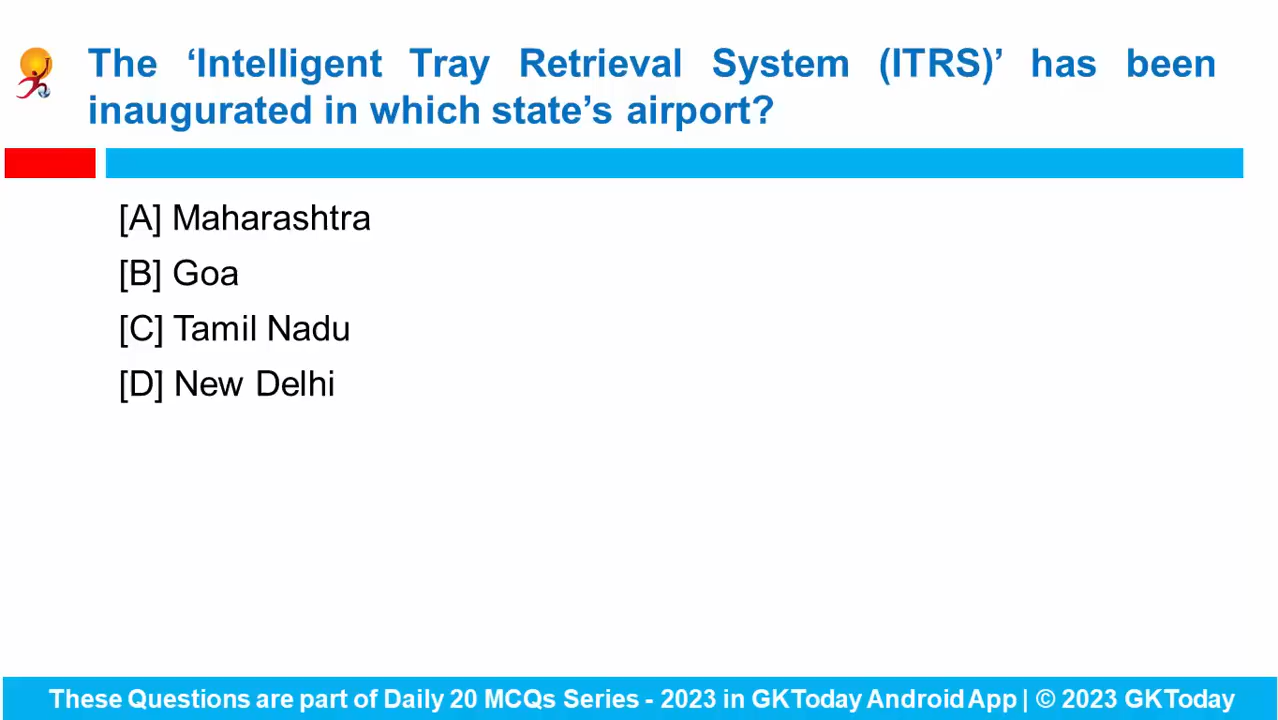 The ‘Intelligent Tray Retrieval System (ITRS)’ has been
inaugurated in which state’s airport?
[A] Maharashtra
[B] Goa
[C] Tamil Nadu
[D] New Delhi
These Questions are part of Daily 20 MCQs Series - 2023 in GKToday Android App | © 2023 GKToday